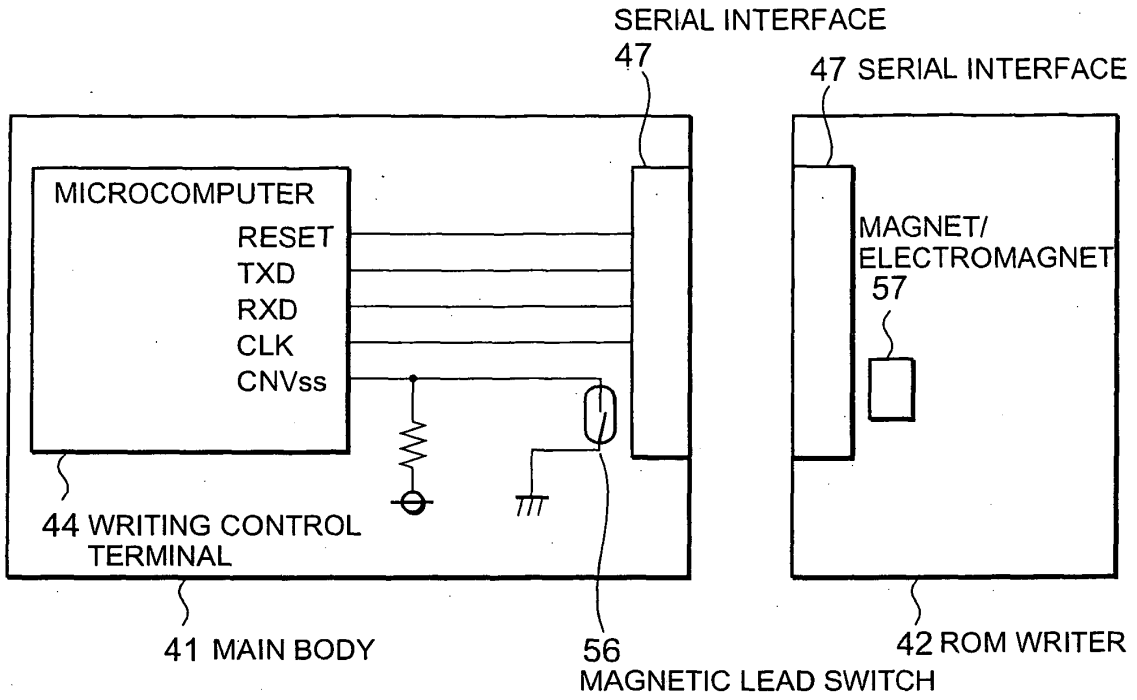 SERIAL INTERFACE
47
47 SERIAL INTERFACE
MICROCOMPUTER
RESET
TXD
RXD
CLK
CNVss
MAGNET/
ELECTROMAGNET
57
44 WRITING CONTROL
TERMINAL
41 MAIN BODY
56
MAGNETIC LEAD SWITCH
42 ROM WRITER